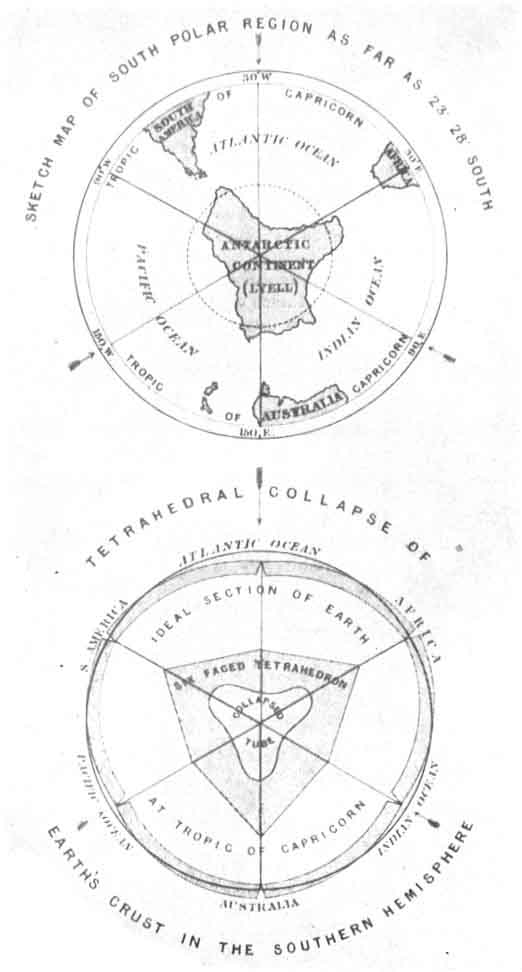 SKETCH MAP OF SOUTH POLAR REGION AS FAR AS 23° 28' SOUTH
30° W
TROPIC OF CAPRICORN
SOUTH AMERICA
ATLANTIC OCEAN
AFRICA
90° W
30° E
ANTARCTIC
CONTINENT
(LYELL)
PACIFIC OCEAN
INDIAN OCEAN
150, W
90, E
TROPIC OF CAPRICORN
AUSTRALIA
150, E
TETRAHEDRAL COLLAPSE OF
ATLANTIC OCEAN
S. AMERICA
AFRICA
IDEAL SECTION OF EARTH
SIX FACED TETRAHEDRON
COLLAPSED
TUBE
AT TROPIC OF CAPRICORN
PACIFIC OCEAN
INDIAN OCEAN
AUSTRALIA
EARTH'S CRUST IN THE SOUTHERN HEMISPHERE